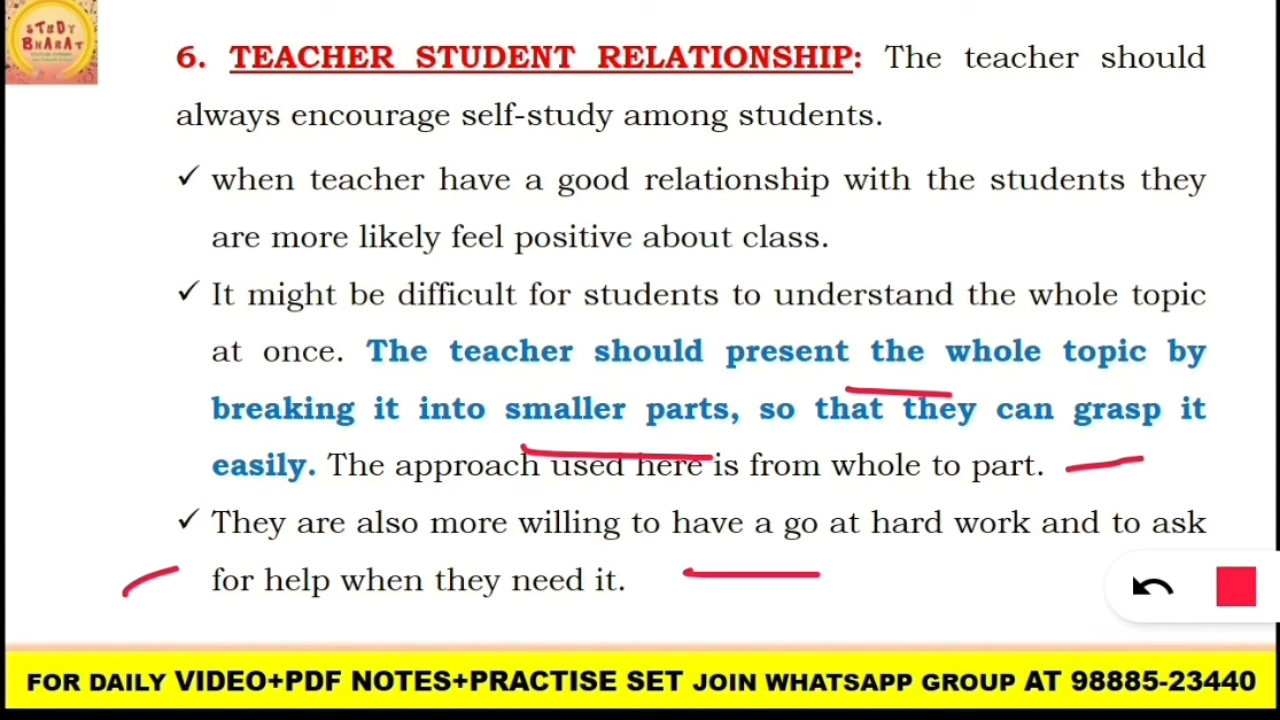 STUDY
BHARAT
6. TEACHER STUDENT RELATIONSHIP: The teacher should
always encourage self-study among students.
✓ when teacher have a good relationship with the students they
are more likely feel positive about class.
✓ It might be difficult for students to understand the whole topic
at once. The teacher should present the whole topic by
breaking it into smaller parts, so that they can grasp it
easily. The approach used here is from whole to part.
✓ They are also more willing to have a go at hard work and to ask
for help when they need it.
FOR DAILY VIDEO+PDF NOTES+PRACTISE SET JOIN WHATSAPP GROUP AT 98885-23440